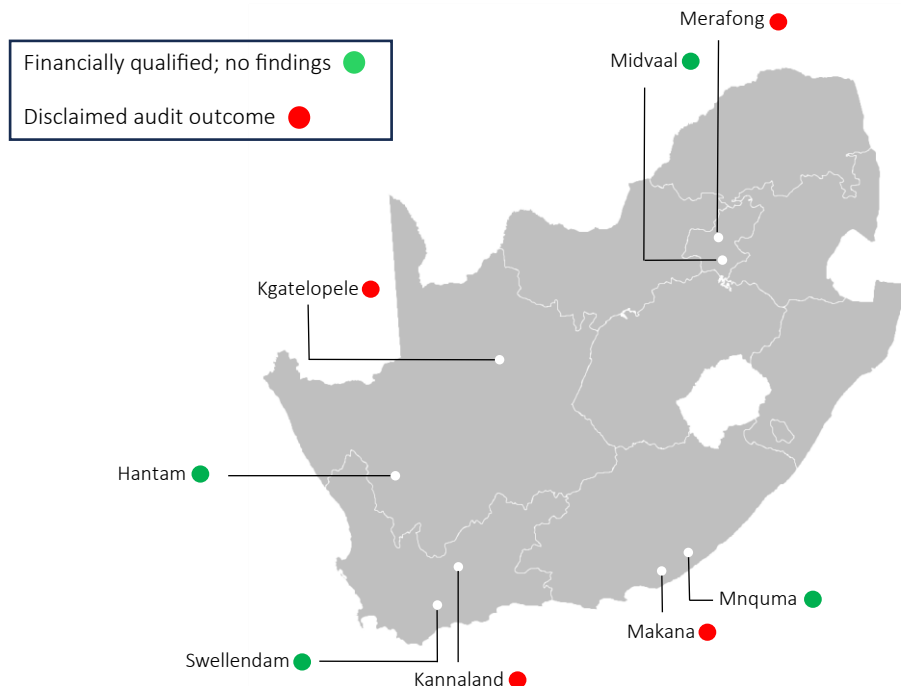 Merafong
Midvaal
Financially qualified; no findings
Disclaimed audit outcome
Kgatelopele
Hantam
Mnquma
Makana
Swellendam
Kannaland